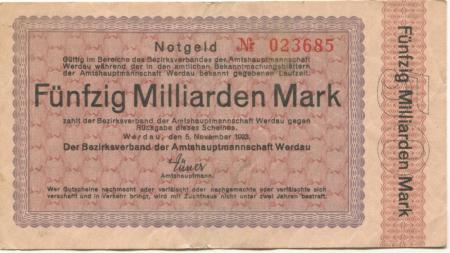 Notgeld № 023685
Gültig im Bereiche des Bezirksverbandes der Amtshauptmannschaft
Werdau während der in den amtlichen Bekanntmachungsblättern
der Amtshauptmannschaft Werdau bekannt gegebenen Laufzeit.
Fünfzig Milliarden Mark
zahlt der Bezirksverband der Amtshauptmannschaft Werdau gegen
Rückgabe dieses Scheines.
Werdau, den 5. November 1923.
Der Bezirksverband der Amtshauptmannschaft Werdau
Amtshauptmann.
Wer Gutscheine nachmacht oder verfälscht oder nachgemachte oder verfälschte sich
verschafft und in Verkehr bringt, wird mit Zuchthaus nicht unter zwei Jahren bestraft.
Fünfzig Milliarden Mark